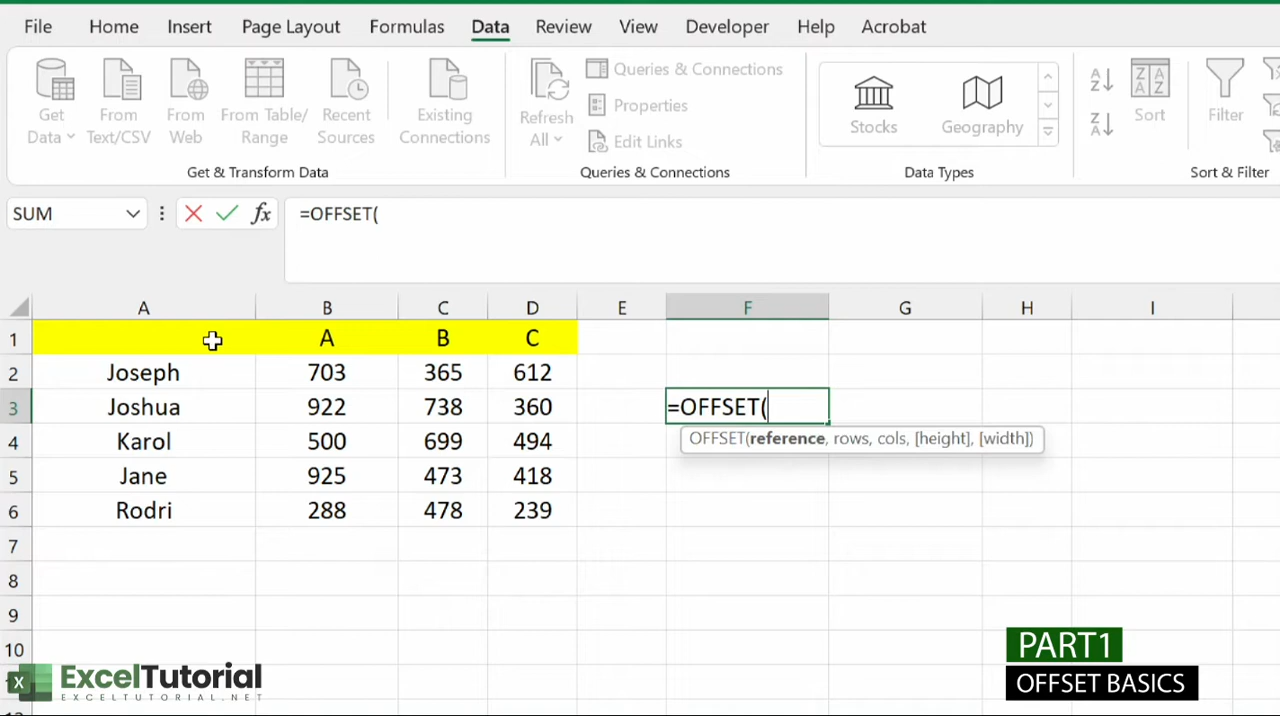 File Home Insert Page Layout Formulas Data Review View Developer Help Acrobat
Get Data From Text/CSV From Web From Table/Range Recent Sources Existing Connections
Get & Transform Data
Refresh All Queries & Connections Properties Edit Links
Queries & Connections
Stocks Geography
Data Types
Sort Filter
Sort & Filter
SUM fx =OFFSET(
A B C D E F G H I
1 A B C
2 Joseph 703 365 612
3 Joshua 922 738 360 =OFFSET(
OFFSET(reference, rows, cols, [height], [width])
4 Karol 500 699 494
5 Jane 925 473 418
6 Rodri 288 478 239
7
8
9
10
ExcelTutorial
EXCELTUTORIAL.NET
PART1
OFFSET BASICS